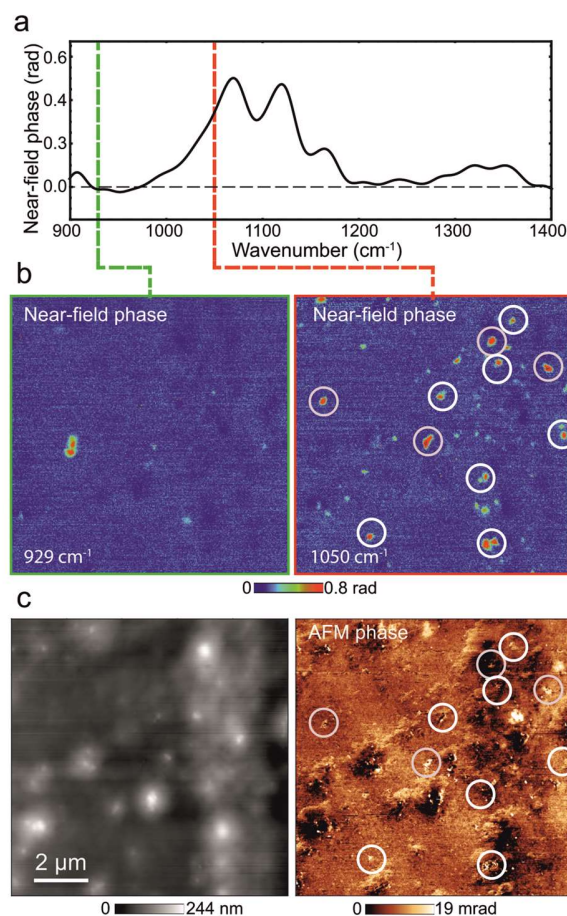 a
Near-field phase (rad)
0.6
0.4
0.3
0.0
900 1000 1100 1200 1300 1400
Wavenumber (cm⁻¹)
b
Near-field phase
Near-field phase
929 cm⁻¹
1050 cm⁻¹
0 0.8 rad
c
AFM phase
2 μm
0 244 nm
0 19 mrad